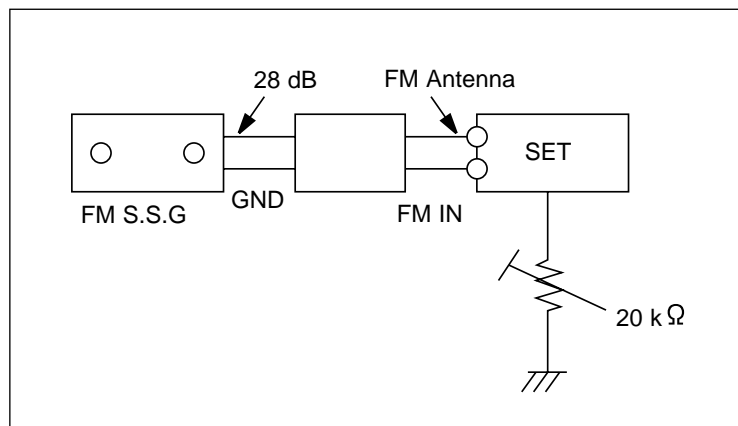 28 dB
FM Antenna
SET
FM S.S.G
GND
FM IN
20 kΩ